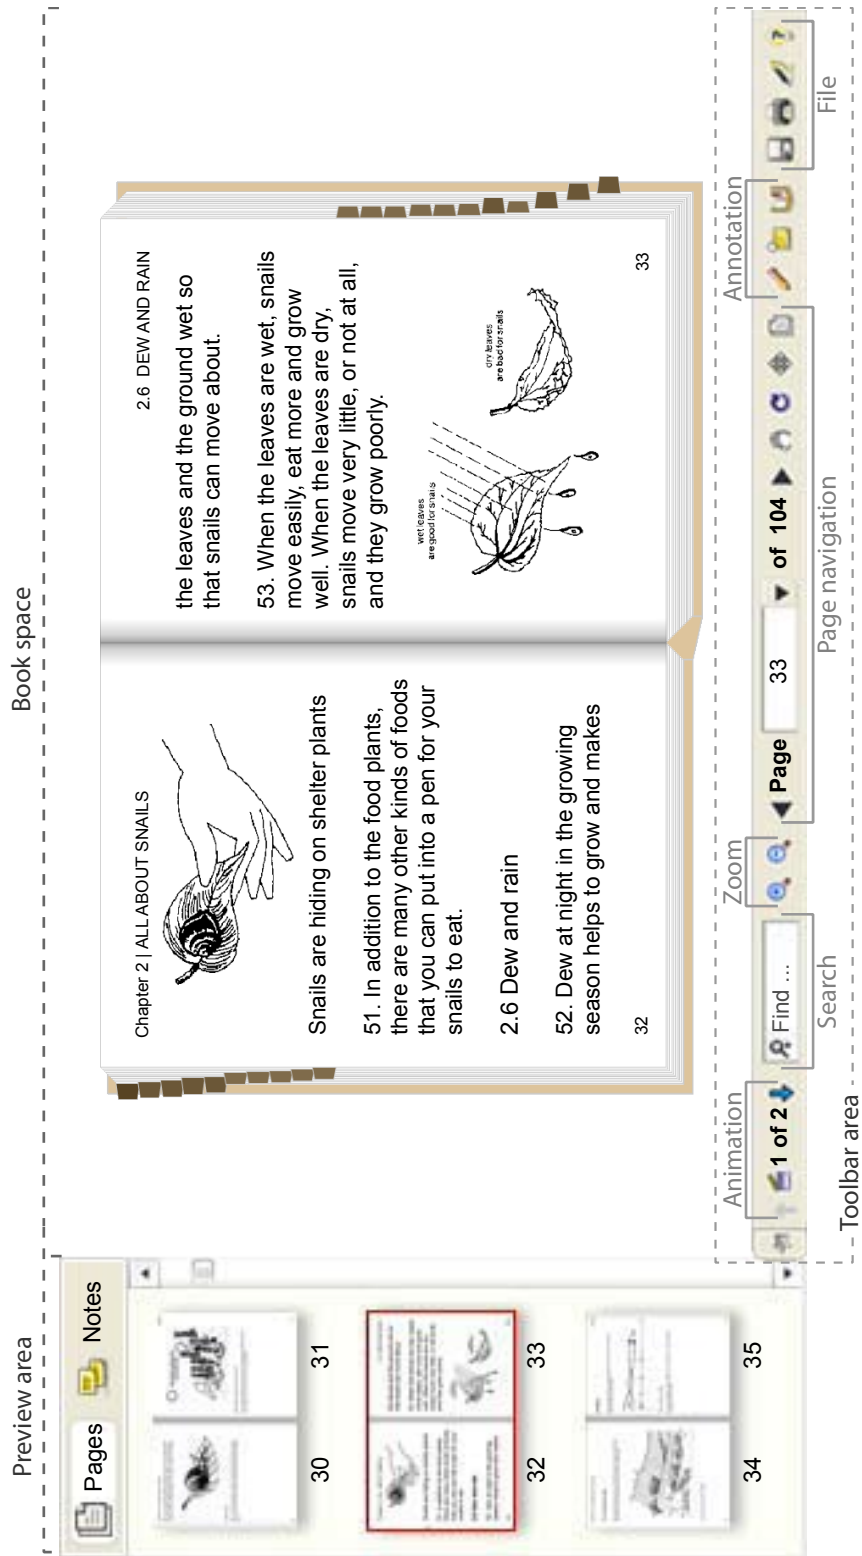 Preview area
Book space
Pages
Notes
30
31
32
33
34
35
Chapter 2 | ALL ABOUT SNAILS
Snails are hiding on shelter plants
51. In addition to the food plants,
there are many other kinds of foods
that you can put into a pen for your
snails to eat.
2.6 Dew and rain
52. Dew at night in the growing
season helps to grow and makes
32
2.6 DEW AND RAIN
the leaves and the ground wet so
that snails can move about.
53. When the leaves are wet, snails
move easily, eat more and grow
well. When the leaves are dry,
snails move very little, or not at all,
and they grow poorly.
wet leaves
are good for snails
dry leaves
are bad for snails
33
Animation
Zoom
Annotation
1 of 2
Find ...
Page
33
of 104
Search
Page navigation
File
Toolbar area